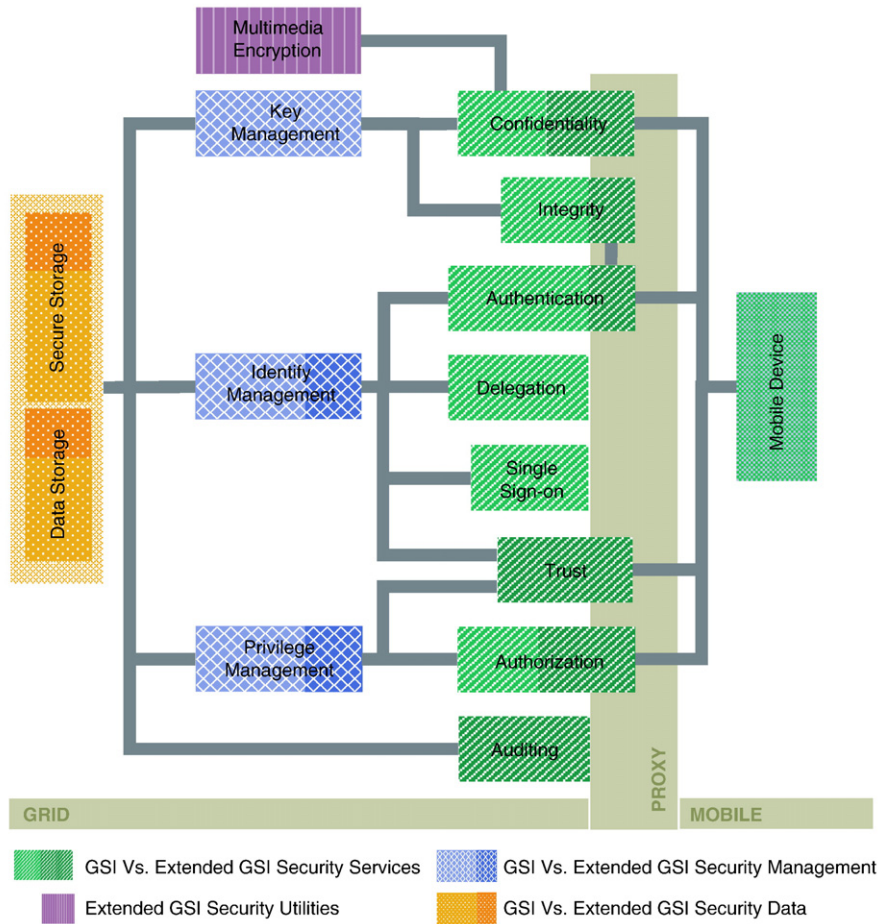 Multimedia
Encryption
Key
Management
Confidentiality
Integrity
Secure Storage
Authentication
Identify
Management
Delegation
Mobile Device
Data Storage
Single
Sign-on
Trust
Privilege
Management
Authorization
Auditing
PROXY
GRID
MOBILE
GSI Vs. Extended GSI Security Services
GSI Vs. Extended GSI Security Management
Extended GSI Security Utilities
GSI Vs. Extended GSI Security Data